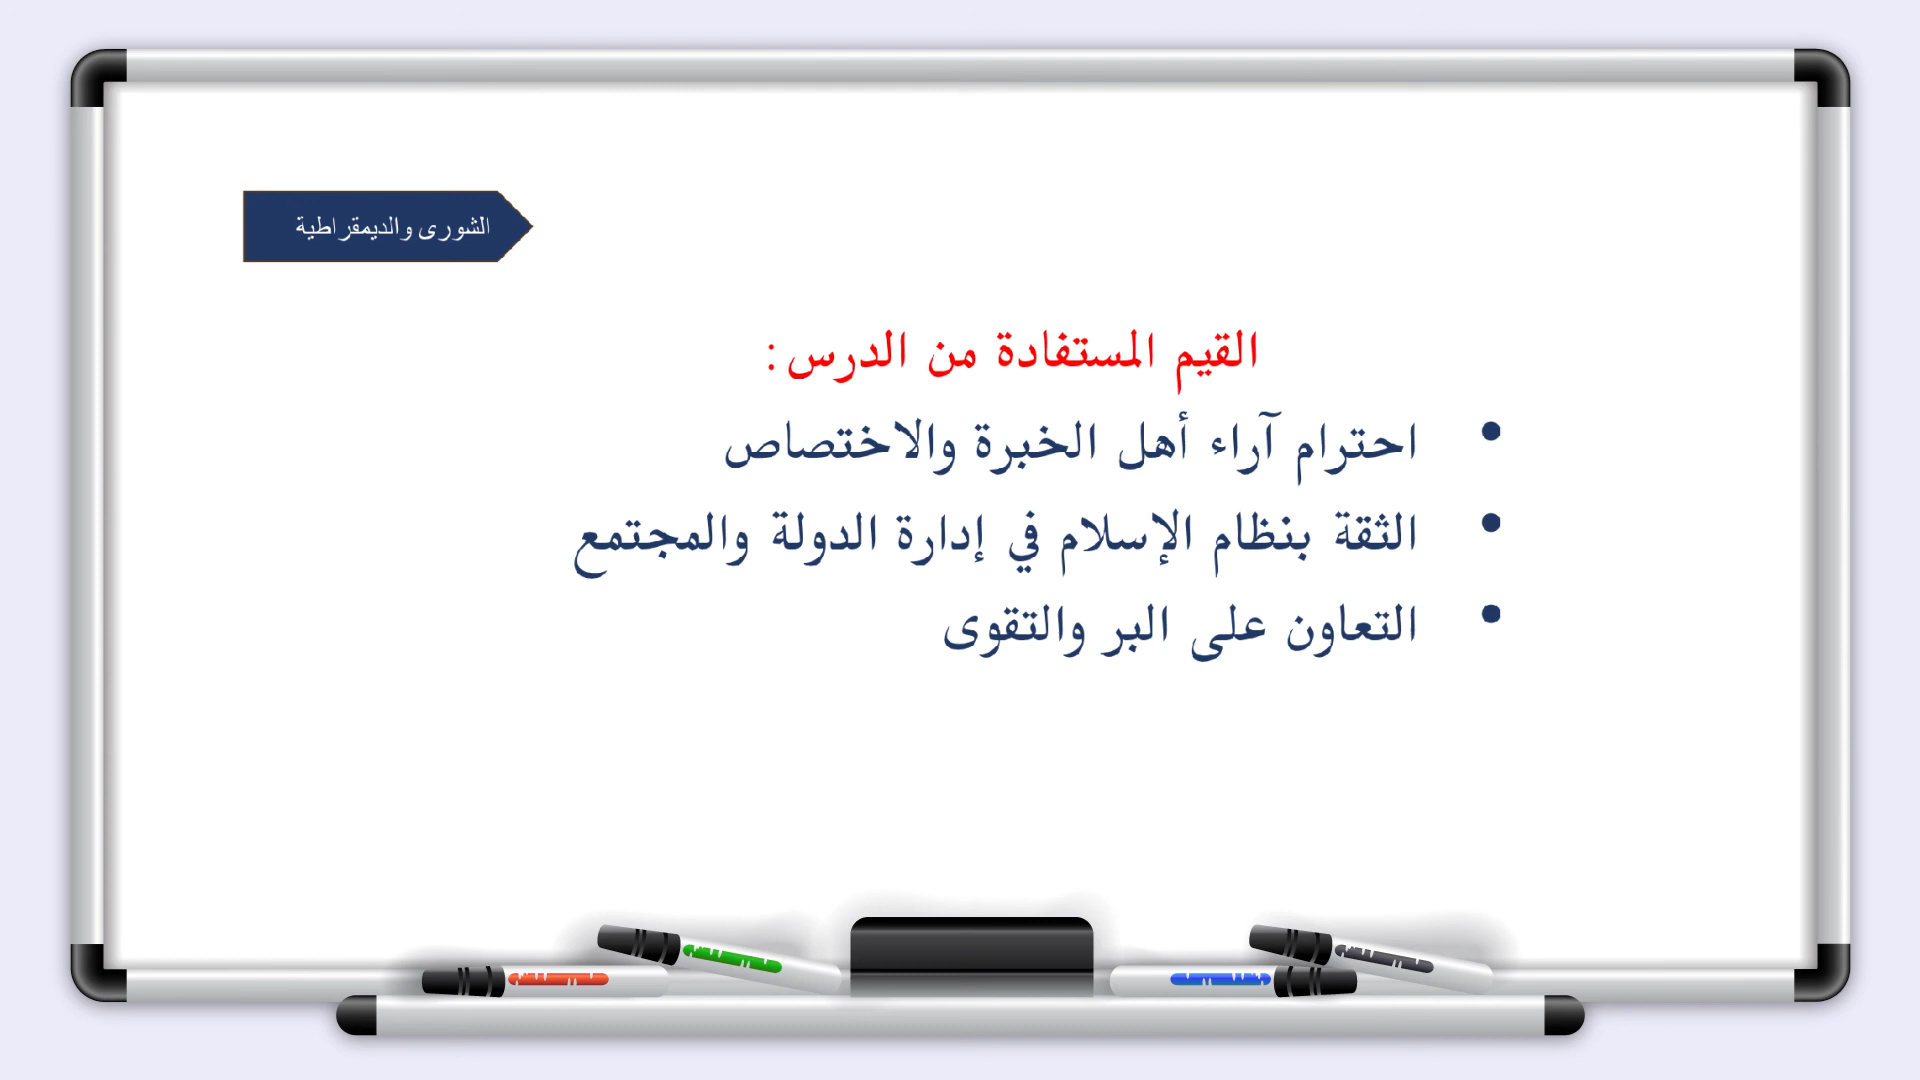 الشورى والديمقراطية
القيم المستفادة من الدرس :
• احترام آراء أهل الخبرة والاختصاص
• الثقة بنظام الإسلام في إدارة الدولة والمجتمع
• التعاون على البر والتقوى